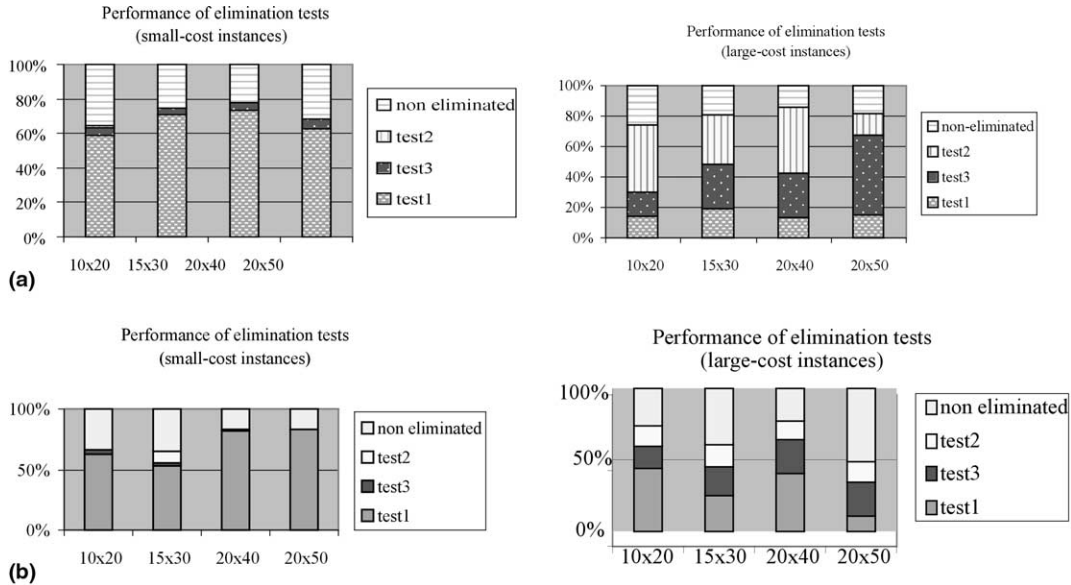 Performance of elimination tests
(small-cost instances)
100%
80%
60%
40%
20%
0%
10x20 15x30 20x40 20x50
non eliminated
test2
test3
test1
Performance of elimination tests
(large-cost instances)
100%
80%
60%
40%
20%
0%
10x20 15x30 20x40 20x50
non-eliminated
test2
test3
test1
(a)
Performance of elimination tests
(small-cost instances)
100%
50%
0%
10x20 15x30 20x40 20x50
non eliminated
test2
test3
test1
Performance of elimination tests
(large-cost instances)
100%
50%
0%
10x20 15x30 20x40 20x50
non eliminated
test2
test3
test1
(b)